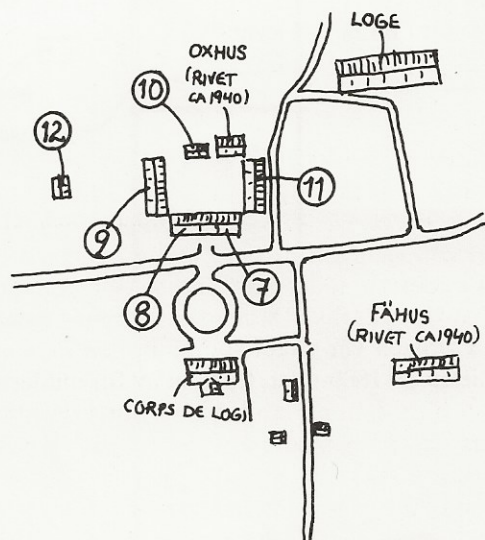 LOGE
OXHUS
(RIVET
CA 1940)
10
12
11
9
8
7
FÄHUS
(RIVET CA 1940)
CORPS DE LOGI